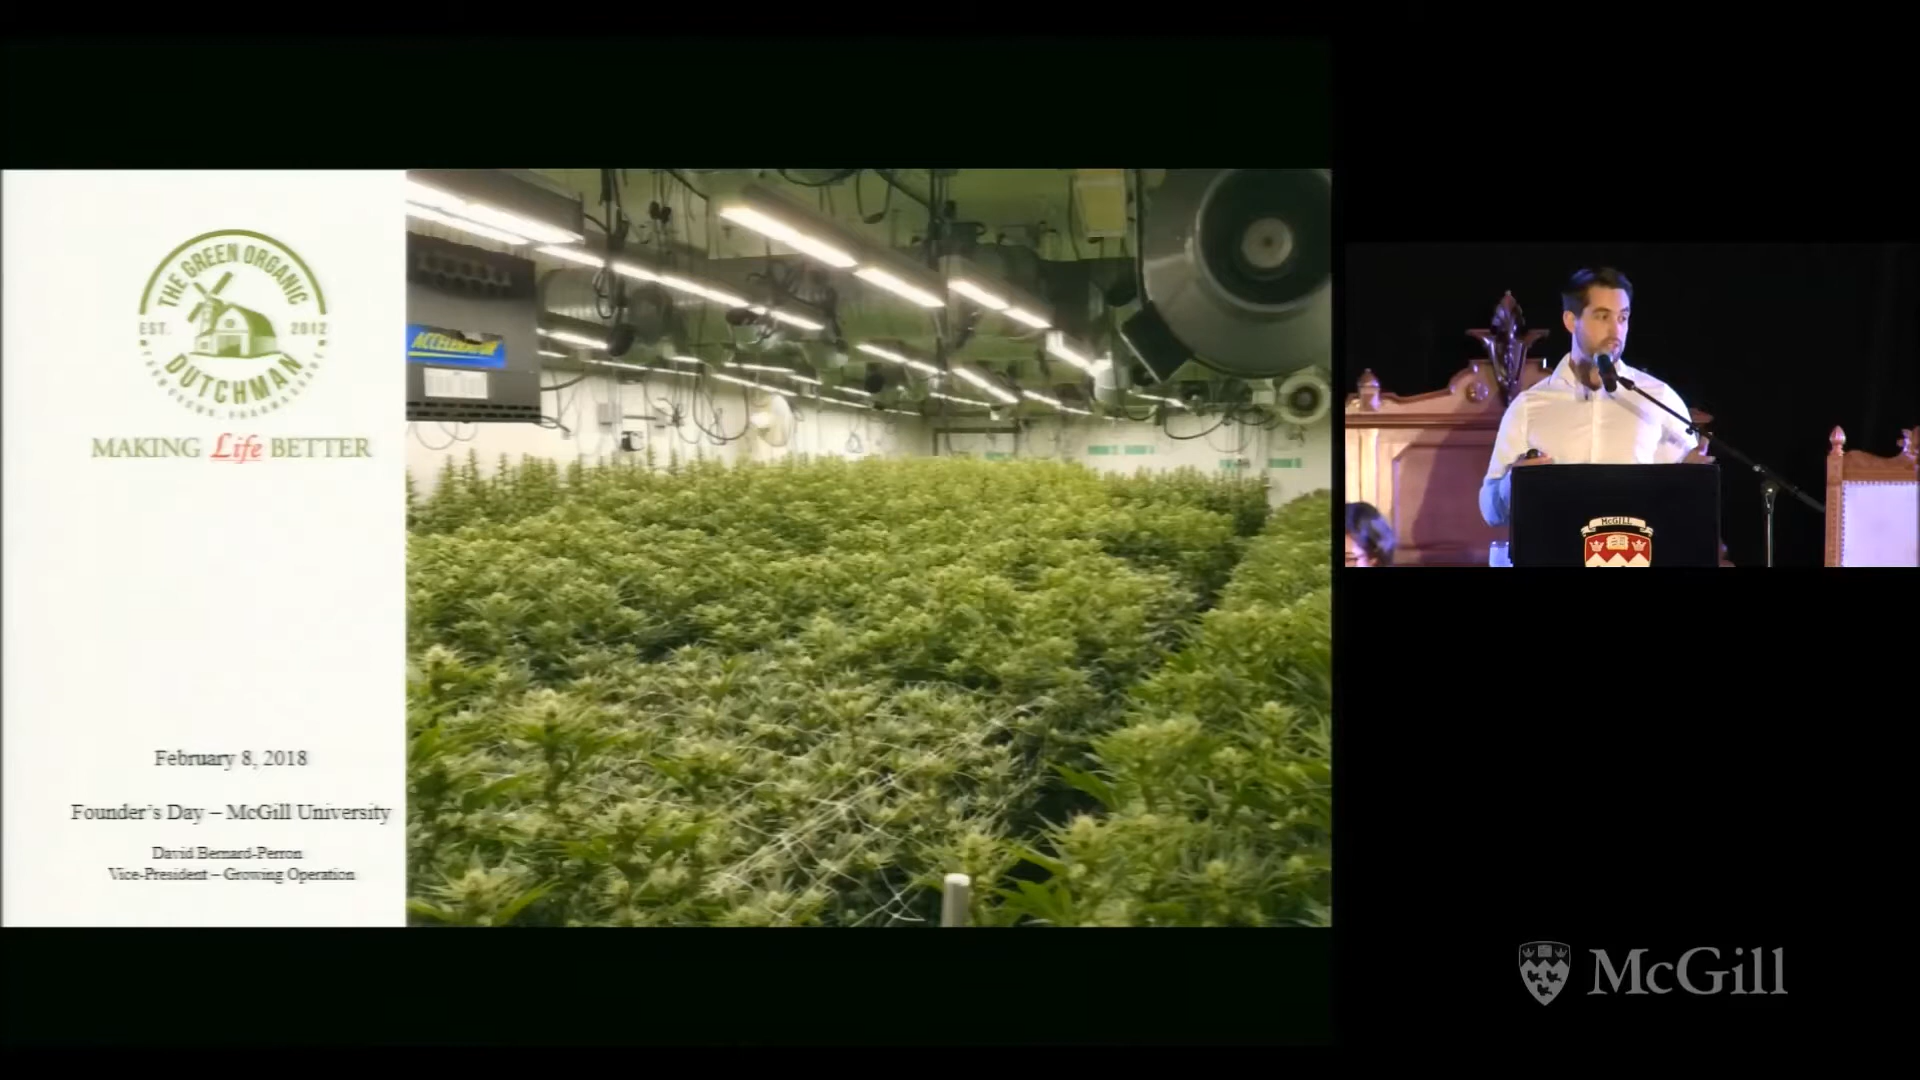 THE GREEN ORGANIC
EST. 2012
DUTCHMAN
MAKING Life BETTER
February 8, 2018
Founder's Day – McGill University
David Bernard-Perron
Vice-President – Growing Operation
ACCELERATOR
McGILL
McGill